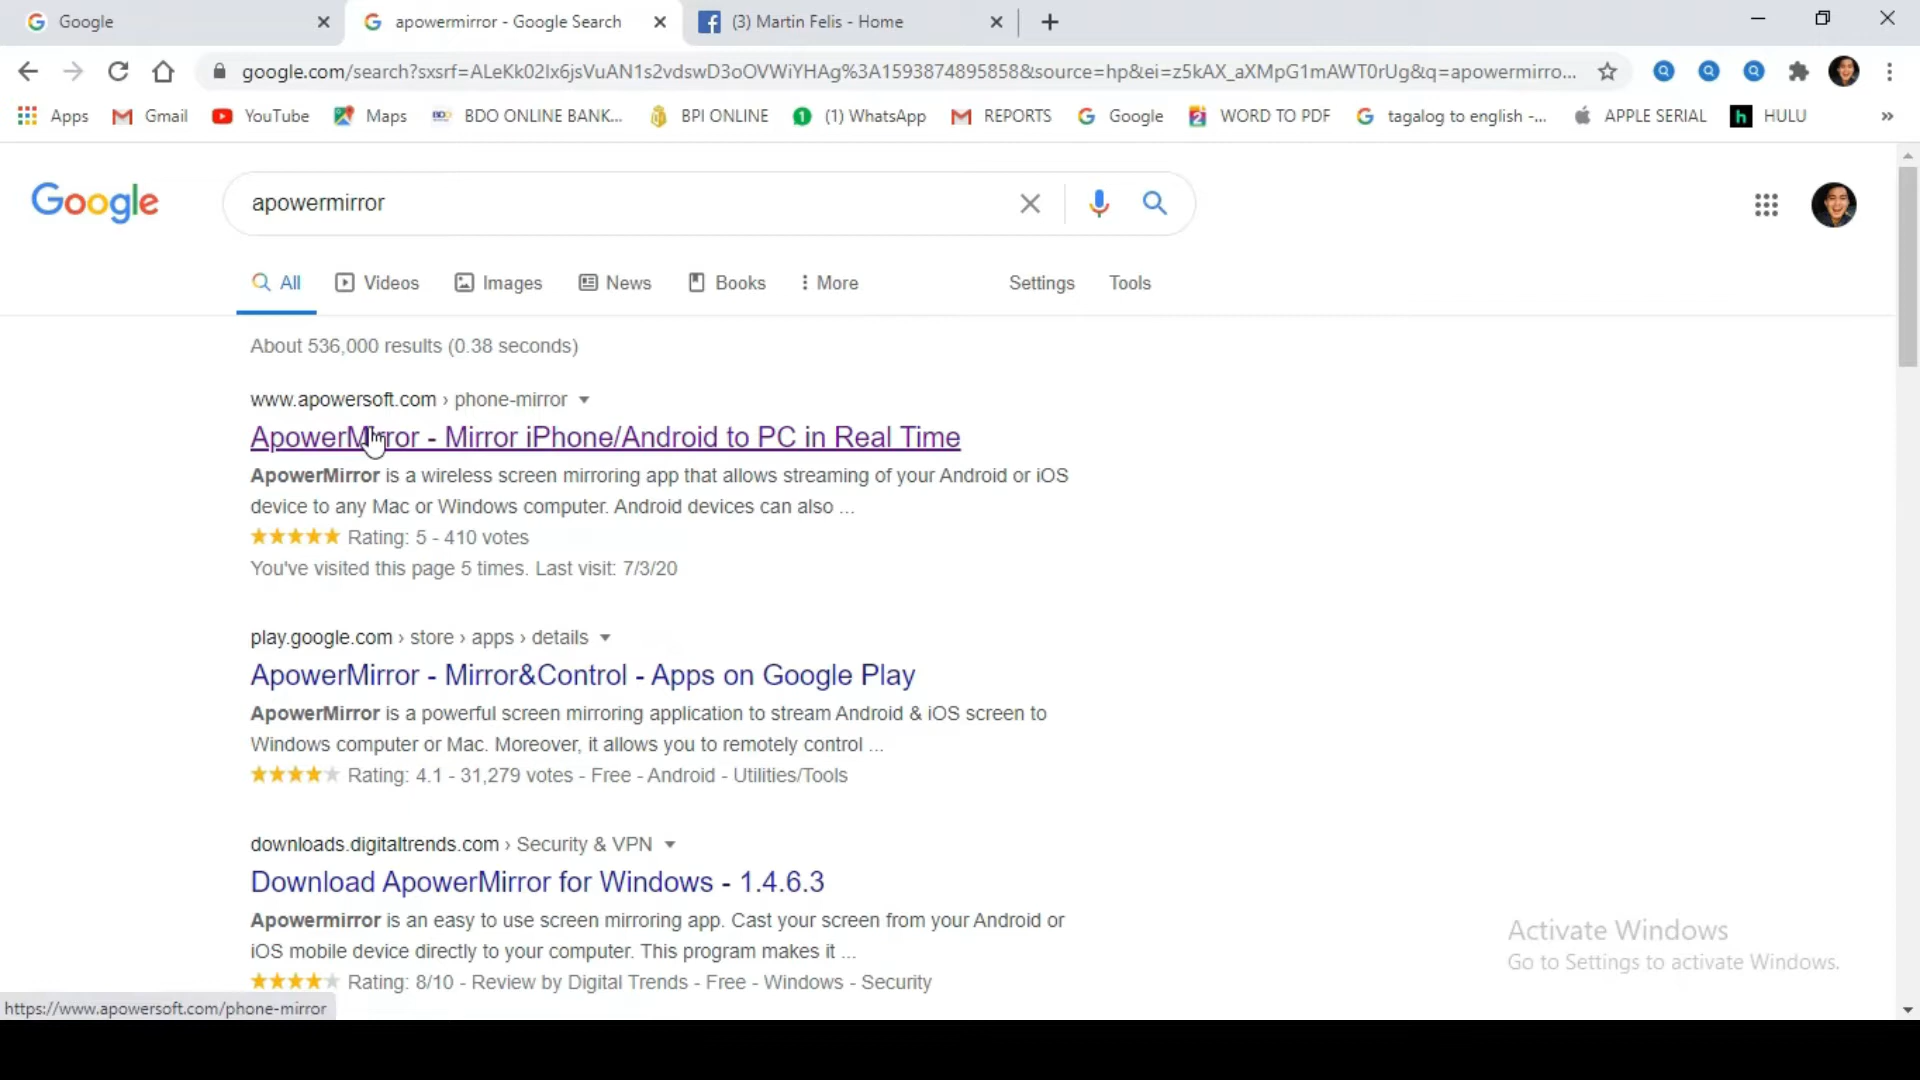 Google
apowermirror - Google Search
(3) Martin Felis - Home
google.com/search?sxsrf=ALeKk02Ix6jsVuAN1s2vdswD3oOVWiYHAg%3A1593874895858&source=hp&ei=z5kAX_aXMpG1mAWT0rUg&q=apowermirro...
Apps
Gmail
YouTube
Maps
BDO ONLINE BANK...
BPI ONLINE
(1) WhatsApp
REPORTS
Google
WORD TO PDF
tagalog to english -...
APPLE SERIAL
HULU
Google
apowermirror
All
Videos
Images
News
Books
More
Settings
Tools
About 536,000 results (0.38 seconds)
www.apowersoft.com › phone-mirror
ApowerMirror - Mirror iPhone/Android to PC in Real Time
ApowerMirror is a wireless screen mirroring app that allows streaming of your Android or iOS
device to any Mac or Windows computer. Android devices can also ...
Rating: 5 - 410 votes
You've visited this page 5 times. Last visit: 7/3/20
play.google.com › store › apps › details
ApowerMirror - Mirror&Control - Apps on Google Play
ApowerMirror is a powerful screen mirroring application to stream Android & iOS screen to
Windows computer or Mac. Moreover, it allows you to remotely control ...
Rating: 4.1 - 31,279 votes - Free - Android - Utilities/Tools
downloads.digitaltrends.com › Security & VPN
Download ApowerMirror for Windows - 1.4.6.3
Apowermirror is an easy to use screen mirroring app. Cast your screen from your Android or
iOS mobile device directly to your computer. This program makes it ...
Rating: 8/10 - Review by Digital Trends - Free - Windows - Security
Activate Windows
Go to Settings to activate Windows.
https://www.apowersoft.com/phone-mirror